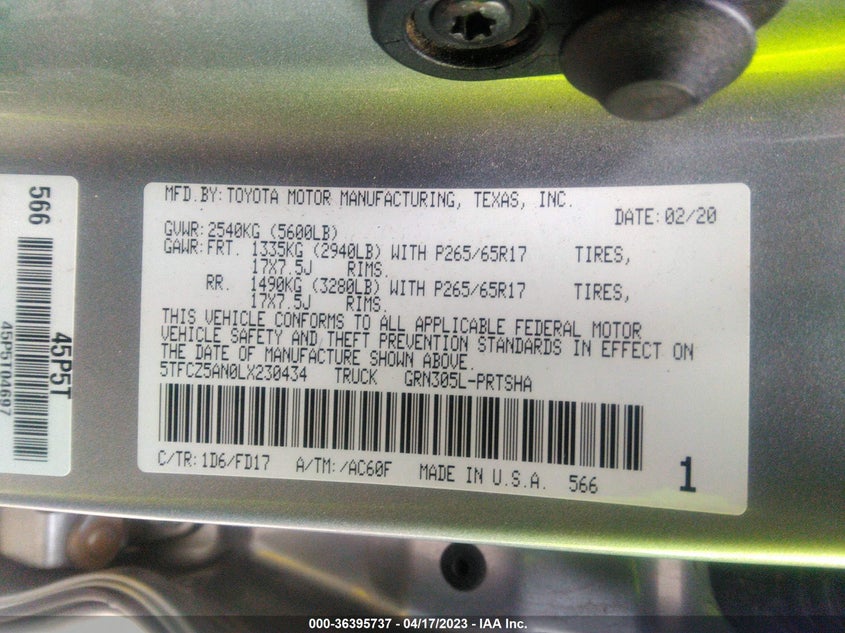 MFD.BY:TOYOTA MOTOR MANUFACTURING, TEXAS, INC.
DATE:02/20
GVWR:2540KG (5600LB)
GAWR:FRT. 1335KG (2940LB) WITH P265/65R17 TIRES,
17X7.5J RIMS.
RR. 1490KG (3280LB) WITH P265/65R17 TIRES,
17X7.5J RIMS.
THIS VEHICLE CONFORMS TO ALL APPLICABLE FEDERAL MOTOR
VEHICLE SAFETY AND THEFT PREVENTION STANDARDS IN EFFECT ON
THE DATE OF MANUFACTURE SHOWN ABOVE.
5TFCZ5AN0LX230434 TRUCK GRN305L-PRTSHA
C/TR:1D6/FD17 A/TM:/AC60F MADE IN U.S.A. 566 1
566
45P5T
45P5T04697
000-36395737 - 04/17/2023 - IAA Inc.